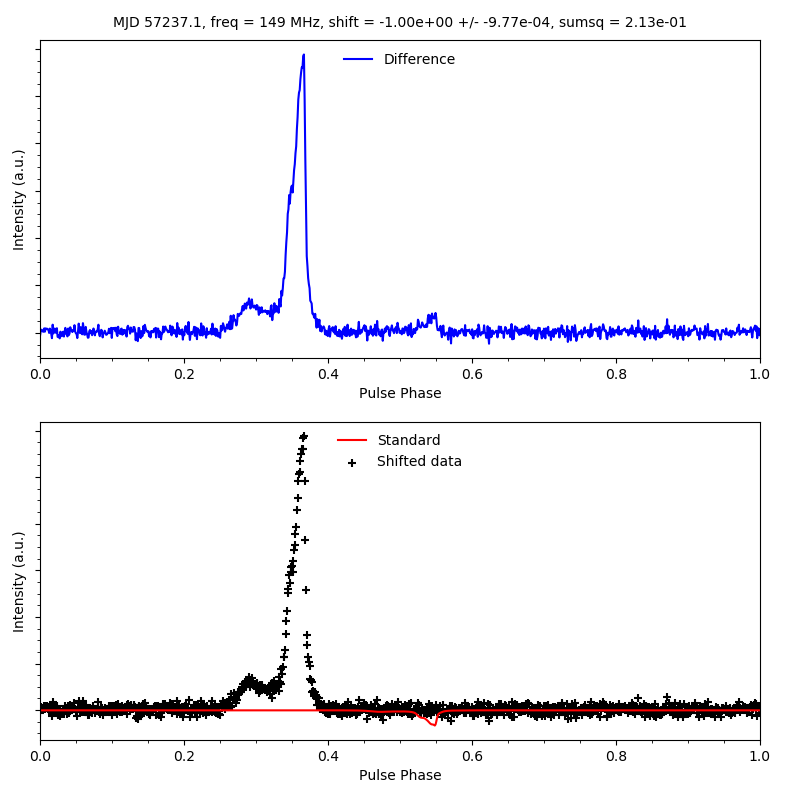 MJD 57237.1, freq = 149 MHz, shift = -1.00e+00 +/- -9.77e-04, sumsq = 2.13e-01
Difference
Intensity (a.u.)
0.0 0.2 0.4 0.6 0.8 1.0
Pulse Phase
Standard
Shifted data
Intensity (a.u.)
0.0 0.2 0.4 0.6 0.8 1.0
Pulse Phase